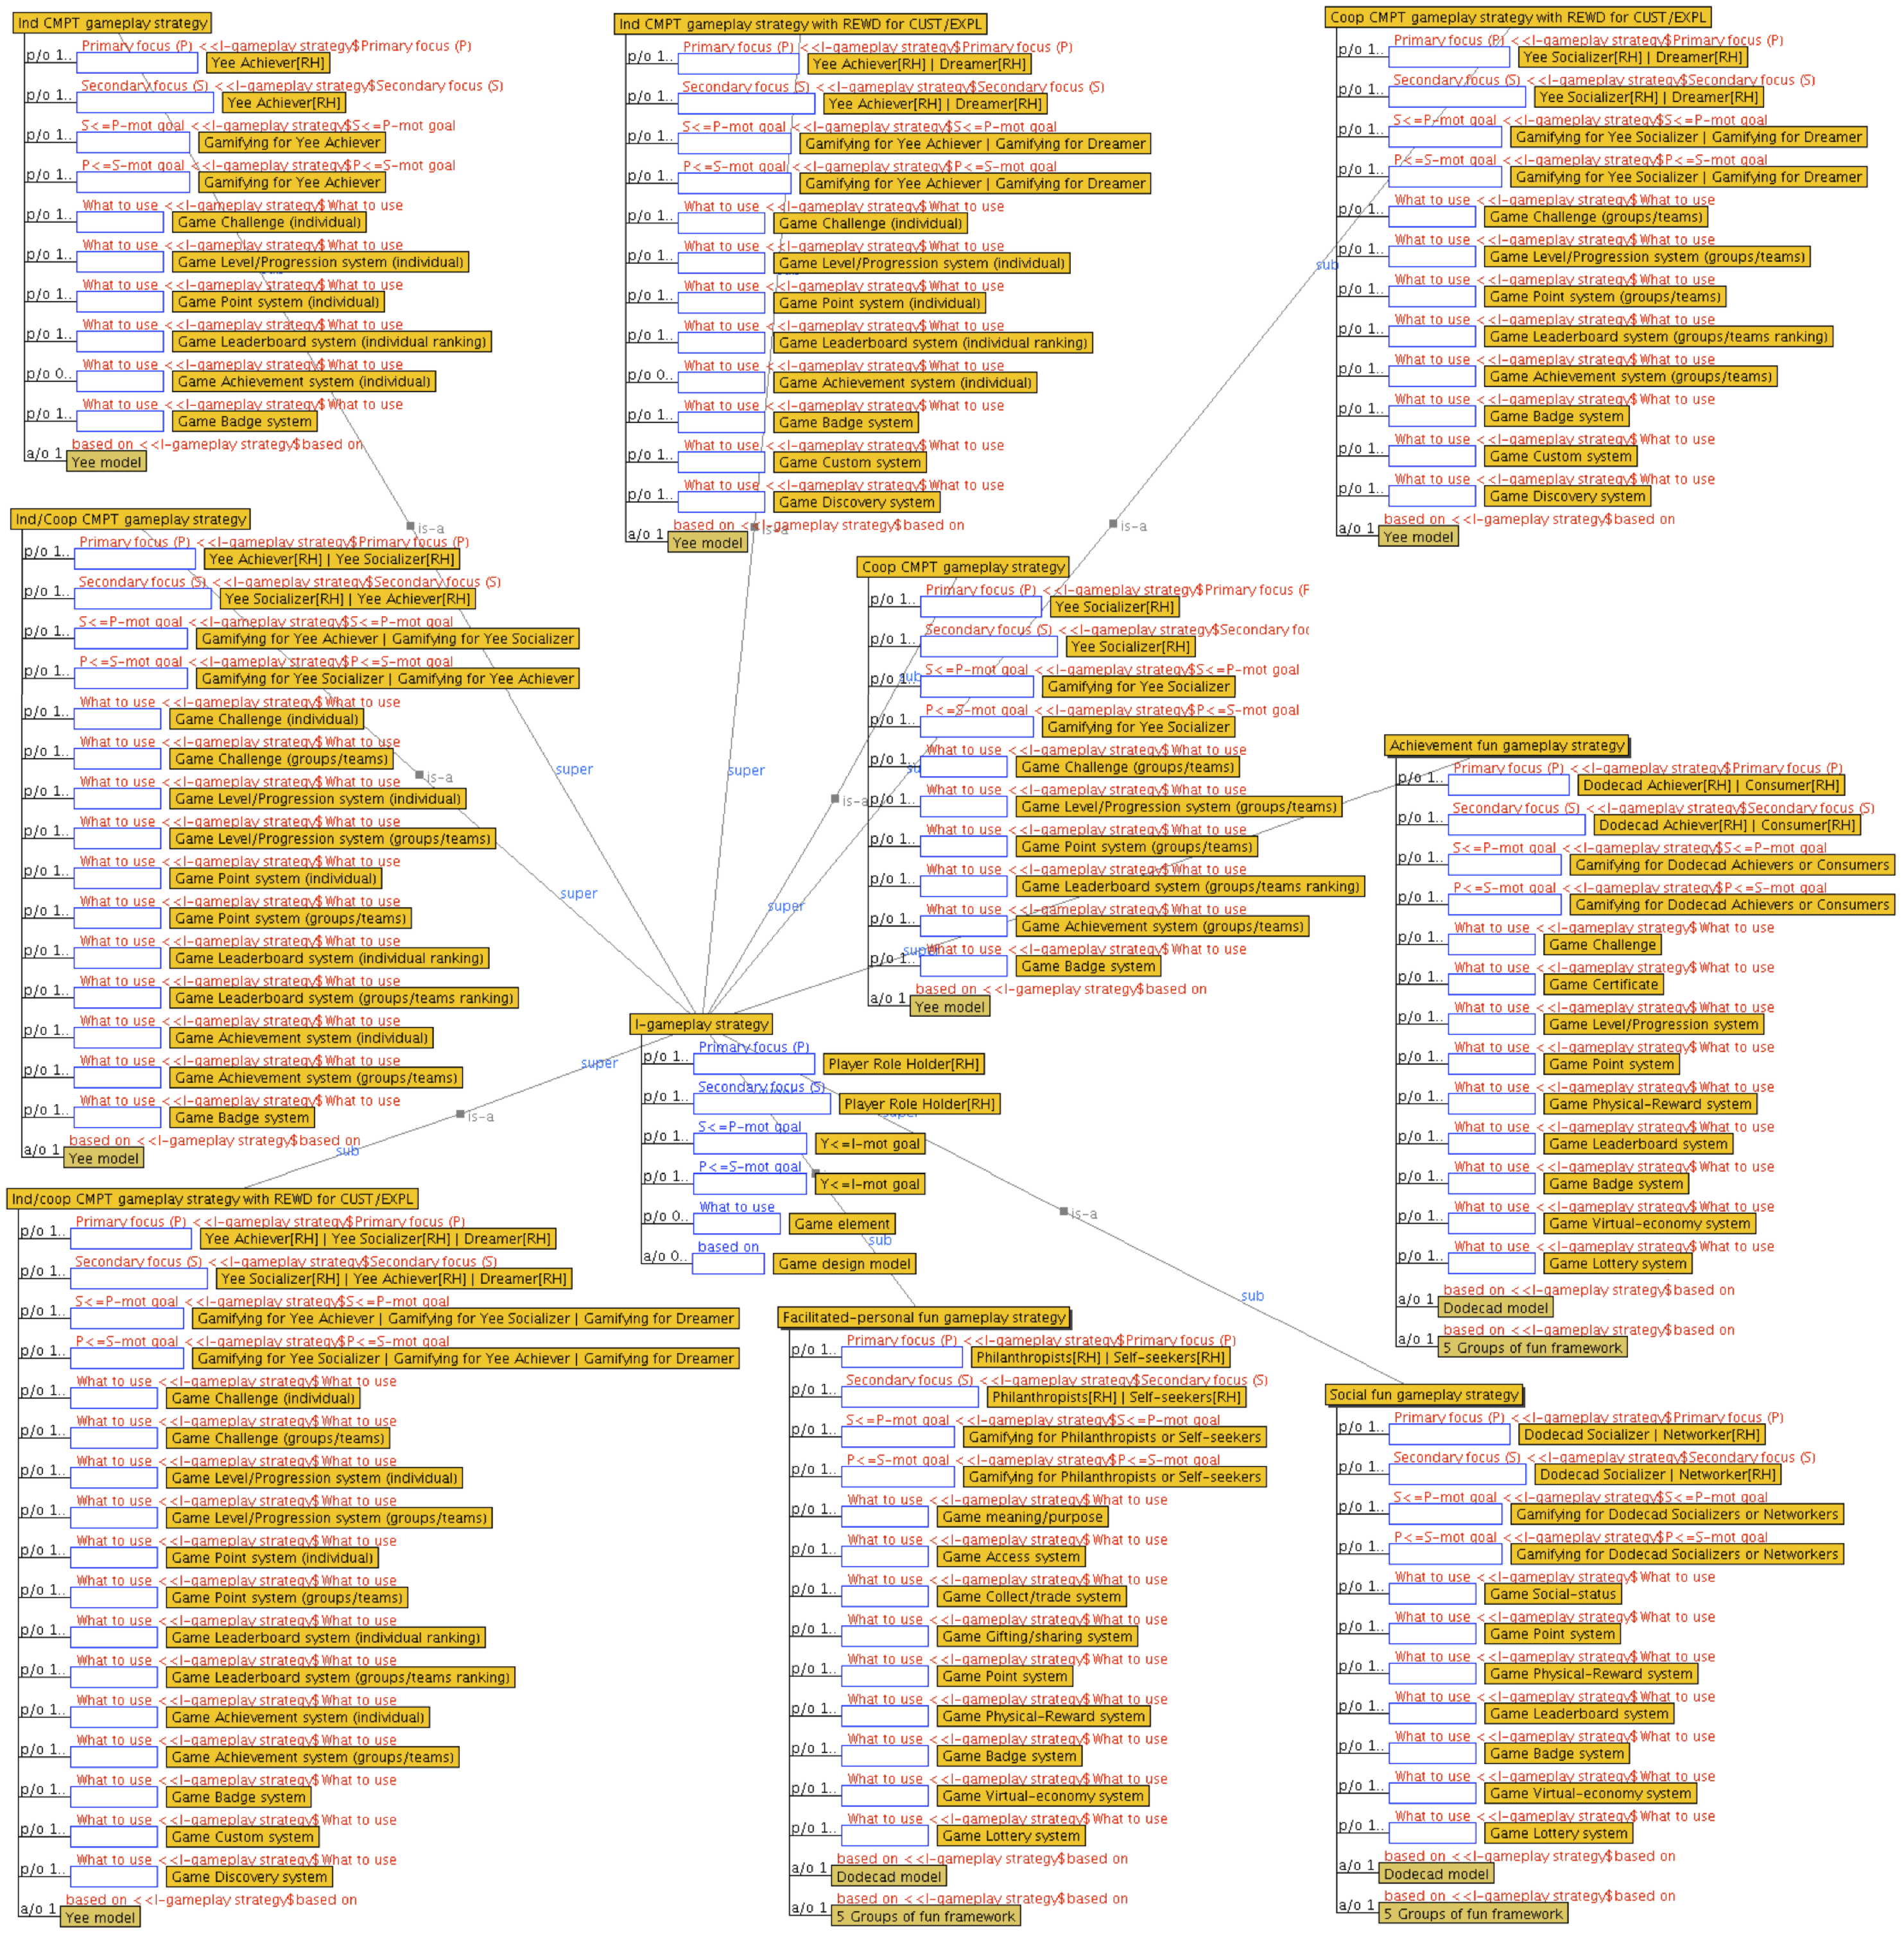 Ind CMPT gameplay strategy
p/o 1.. Primary focus (P) <<I-gameplay strategy$Primary focus (P)
Yee Achiever[RH]
p/o 1.. Secondary focus (S) <<I-gameplay strategy$Secondary focus (S)
Yee Achiever[RH]
p/o 1.. S<=P-mot goal <<I-gameplay strategy$S<=P-mot goal
Gamifying for Yee Achiever
p/o 1.. P<=S-mot goal <<I-gameplay strategy$P<=S-mot goal
Gamifying for Yee Achiever
p/o 1.. What to use <<I-gameplay strategy$What to use
Game Challenge (individual)
p/o 1.. What to use <<I-gameplay strategy$What to use
Game Level/Progression system (individual)
p/o 1.. What to use <<I-gameplay strategy$What to use
Game Point system (individual)
p/o 1.. What to use <<I-gameplay strategy$What to use
Game Leaderboard system (individual ranking)
p/o 0.. What to use <<I-gameplay strategy$What to use
Game Achievement system (individual)
p/o 1.. What to use <<I-gameplay strategy$What to use
Game Badge system
a/o 1 based on <<I-gameplay strategy$based on
Yee model
Ind CMPT gameplay strategy with REWD for CUST/EXPL
p/o 1.. Primary focus (P) <<I-gameplay strategy$Primary focus (P)
Yee Achiever[RH] | Dreamer[RH]
p/o 1.. Secondary focus (S) <<I-gameplay strategy$Secondary focus (S)
Yee Achiever[RH] | Dreamer[RH]
p/o 1.. S<=P-mot goal <<I-gameplay strategy$S<=P-mot goal
Gamifying for Yee Achiever | Gamifying for Dreamer
p/o 1.. P<=S-mot goal <<I-gameplay strategy$P<=S-mot goal
Gamifying for Yee Achiever | Gamifying for Dreamer
p/o 1.. What to use <<I-gameplay strategy$What to use
Game Challenge (individual)
p/o 1.. What to use <<I-gameplay strategy$What to use
Game Level/Progression system (individual)
p/o 1.. What to use <<I-gameplay strategy$What to use
Game Point system (individual)
p/o 1.. What to use <<I-gameplay strategy$What to use
Game Leaderboard system (individual ranking)
p/o 0.. What to use <<I-gameplay strategy$What to use
Game Achievement system (individual)
p/o 1.. What to use <<I-gameplay strategy$What to use
Game Badge system
p/o 1.. What to use <<I-gameplay strategy$What to use
Game Custom system
p/o 1.. What to use <<I-gameplay strategy$What to use
Game Discovery system
a/o 1 based on <<I-gameplay strategy$based on
Yee model
Coop CMPT gameplay strategy with REWD for CUST/EXPL
p/o 1.. Primary focus (P) <<I-gameplay strategy$Primary focus (P)
Yee Socializer[RH] | Dreamer[RH]
p/o 1.. Secondary focus (S) <<I-gameplay strategy$Secondary focus (S)
Yee Socializer[RH] | Dreamer[RH]
p/o 1.. S<=P-mot goal <<I-gameplay strategy$S<=P-mot goal
Gamifying for Yee Socializer | Gamifying for Dreamer
p/o 1.. P<=S-mot goal <<I-gameplay strategy$P<=S-mot goal
Gamifying for Yee Socializer | Gamifying for Dreamer
p/o 1.. What to use <<I-gameplay strategy$What to use
Game Challenge (groups/teams)
p/o 1.. What to use <<I-gameplay strategy$What to use
Game Level/Progression system (groups/teams)
p/o 1.. What to use <<I-gameplay strategy$What to use
Game Point system (groups/teams)
p/o 1.. What to use <<I-gameplay strategy$What to use
Game Leaderboard system (groups/teams ranking)
p/o 1.. What to use <<I-gameplay strategy$What to use
Game Achievement system (groups/teams)
p/o 1.. What to use <<I-gameplay strategy$What to use
Game Badge system
p/o 1.. What to use <<I-gameplay strategy$What to use
Game Custom system
p/o 1.. What to use <<I-gameplay strategy$What to use
Game Discovery system
a/o 1 based on <<I-gameplay strategy$based on
Yee model
sub
is-a
is-a
is-a
Ind/Coop CMPT gameplay strategy
p/o 1.. Primary focus (P) <<I-gameplay strategy$Primary focus (P)
Yee Achiever[RH] | Yee Socializer[RH]
p/o 1.. Secondary focus (S) <<I-gameplay strategy$Secondary focus (S)
Yee Socializer[RH] | Yee Achiever[RH]
p/o 1.. S<=P-mot goal <<I-gameplay strategy$S<=P-mot goal
Gamifying for Yee Achiever | Gamifying for Yee Socializer
p/o 1.. P<=S-mot goal <<I-gameplay strategy$P<=S-mot goal
Gamifying for Yee Socializer | Gamifying for Yee Achiever
p/o 1.. What to use <<I-gameplay strategy$What to use
Game Challenge (individual)
p/o 1.. What to use <<I-gameplay strategy$What to use
Game Challenge (groups/teams)
p/o 1.. What to use <<I-gameplay strategy$What to use
Game Level/Progression system (individual)
p/o 1.. What to use <<I-gameplay strategy$What to use
Game Level/Progression system (groups/teams)
p/o 1.. What to use <<I-gameplay strategy$What to use
Game Point system (individual)
p/o 1.. What to use <<I-gameplay strategy$What to use
Game Point system (groups/teams)
p/o 1.. What to use <<I-gameplay strategy$What to use
Game Leaderboard system (individual ranking)
p/o 1.. What to use <<I-gameplay strategy$What to use
Game Leaderboard system (groups/teams ranking)
p/o 1.. What to use <<I-gameplay strategy$What to use
Game Achievement system (individual)
p/o 1.. What to use <<I-gameplay strategy$What to use
Game Achievement system (groups/teams)
p/o 1.. What to use <<I-gameplay strategy$What to use
Game Badge system
a/o 1 based on <<I-gameplay strategy$based on
Yee model
is-a
super
super
super
super
super
super
is-a
sub
Coop CMPT gameplay strategy
p/o 1.. Primary focus (P) <<I-gameplay strategy$Primary focus (F
Yee Socializer[RH]
p/o 1.. Secondary focus (S) <<I-gameplay strategy$Secondary foc
Yee Socializer[RH]
p/o 1.. S<=P-mot goal <<I-gameplay strategy$S<=P-mot goal
sub
Gamifying for Yee Socializer
p/o 1.. P<=S-mot goal <<I-gameplay strategy$P<=S-mot goal
Gamifying for Yee Socializer
p/o 1.. What to use <<I-gameplay strategy$What to use
Game Challenge (groups/teams)
is-a
p/o 1.. What to use <<I-gameplay strategy$What to use
Game Level/Progression system (groups/teams)
p/o 1.. What to use <<I-gameplay strategy$What to use
Game Point system (groups/teams)
p/o 1.. What to use <<I-gameplay strategy$What to use
Game Leaderboard system (groups/teams ranking)
p/o 1.. What to use <<I-gameplay strategy$What to use
Game Achievement system (groups/teams)
p/o 1.. What to use <<I-gameplay strategy$What to use
Game Badge system
a/o 1 based on <<I-gameplay strategy$based on
Yee model
Achievement fun gameplay strategy
p/o 1.. Primary focus (P) <<I-gameplay strategy$Primary focus (P)
Dodecad Achiever[RH] | Consumer[RH]
p/o 1.. Secondary focus (S) <<I-gameplay strategy$Secondary focus (S)
Dodecad Achiever[RH] | Consumer[RH]
p/o 1.. S<=P-mot goal <<I-gameplay strategy$S<=P-mot goal
Gamifying for Dodecad Achievers or Consumers
p/o 1.. P<=S-mot goal <<I-gameplay strategy$P<=S-mot goal
Gamifying for Dodecad Achievers or Consumers
p/o 1.. What to use <<I-gameplay strategy$What to use
Game Challenge
p/o 1.. What to use <<I-gameplay strategy$What to use
Game Certificate
p/o 1.. What to use <<I-gameplay strategy$What to use
Game Level/Progression system
p/o 1.. What to use <<I-gameplay strategy$What to use
Game Point system
p/o 1.. What to use <<I-gameplay strategy$What to use
Game Physical-Reward system
p/o 1.. What to use <<I-gameplay strategy$What to use
Game Leaderboard system
p/o 1.. What to use <<I-gameplay strategy$What to use
Game Badge system
p/o 1.. What to use <<I-gameplay strategy$What to use
Game Virtual-economy system
p/o 1.. What to use <<I-gameplay strategy$What to use
Game Lottery system
a/o 1 based on <<I-gameplay strategy$based on
Dodecad model
a/o 1 based on <<I-gameplay strategy$based on
5 Groups of fun framework
I-gameplay strategy
p/o 1.. Primary focus (P)
Player Role Holder[RH]
p/o 1.. Secondary focus (S)
Player Role Holder[RH]
super
p/o 1.. S<=P-mot goal
Y<=I-mot goal
p/o 1.. P<=S-mot goal
Y<=I-mot goal
p/o 0.. What to use
Game element
sub
a/o 0.. based on
Game design model
is-a
sub
Ind/coop CMPT gameplay strategy with REWD for CUST/EXPL
p/o 1.. Primary focus (P) <<I-gameplay strategy$Primary focus (P)
Yee Achiever[RH] | Yee Socializer[RH] | Dreamer[RH]
p/o 1.. Secondary focus (S) <<I-gameplay strategy$Secondary focus (S)
Yee Socializer[RH] | Yee Achiever[RH] | Dreamer[RH]
p/o 1.. S<=P-mot goal <<I-gameplay strategy$S<=P-mot goal
Gamifying for Yee Achiever | Gamifying for Yee Socializer | Gamifying for Dreamer
p/o 1.. P<=S-mot goal <<I-gameplay strategy$P<=S-mot goal
Gamifying for Yee Socializer | Gamifying for Yee Achiever | Gamifying for Dreamer
p/o 1.. What to use <<I-gameplay strategy$What to use
Game Challenge (individual)
p/o 1.. What to use <<I-gameplay strategy$What to use
Game Challenge (groups/teams)
p/o 1.. What to use <<I-gameplay strategy$What to use
Game Level/Progression system (individual)
p/o 1.. What to use <<I-gameplay strategy$What to use
Game Level/Progression system (groups/teams)
p/o 1.. What to use <<I-gameplay strategy$What to use
Game Point system (individual)
p/o 1.. What to use <<I-gameplay strategy$What to use
Game Point system (groups/teams)
p/o 1.. What to use <<I-gameplay strategy$What to use
Game Leaderboard system (individual ranking)
p/o 1.. What to use <<I-gameplay strategy$What to use
Game Leaderboard system (groups/teams ranking)
p/o 1.. What to use <<I-gameplay strategy$What to use
Game Achievement system (individual)
p/o 1.. What to use <<I-gameplay strategy$What to use
Game Achievement system (groups/teams)
p/o 1.. What to use <<I-gameplay strategy$What to use
Game Badge system
p/o 1.. What to use <<I-gameplay strategy$What to use
Game Custom system
p/o 1.. What to use <<I-gameplay strategy$What to use
Game Discovery system
a/o 1 based on <<I-gameplay strategy$based on
Yee model
Facilitated-personal fun gameplay strategy
p/o 1.. Primary focus (P) <<I-gameplay strategy$Primary focus (P)
Philanthropists[RH] | Self-seekers[RH]
p/o 1.. Secondary focus (S) <<I-gameplay strategy$Secondary focus (S)
Philanthropists[RH] | Self-seekers[RH]
p/o 1.. S<=P-mot goal <<I-gameplay strategy$S<=P-mot goal
Gamifying for Philanthropists or Self-seekers
p/o 1.. P<=S-mot goal <<I-gameplay strategy$P<=S-mot goal
Gamifying for Philanthropists or Self-seekers
p/o 1.. What to use <<I-gameplay strategy$What to use
Game meaning/purpose
p/o 1.. What to use <<I-gameplay strategy$What to use
Game Access system
p/o 1.. What to use <<I-gameplay strategy$What to use
Game Collect/trade system
p/o 1.. What to use <<I-gameplay strategy$What to use
Game Gifting/sharing system
p/o 1.. What to use <<I-gameplay strategy$What to use
Game Point system
p/o 1.. What to use <<I-gameplay strategy$What to use
Game Physical-Reward system
p/o 1.. What to use <<I-gameplay strategy$What to use
Game Badge system
p/o 1.. What to use <<I-gameplay strategy$What to use
Game Virtual-economy system
p/o 1.. What to use <<I-gameplay strategy$What to use
Game Lottery system
a/o 1 based on <<I-gameplay strategy$based on
Dodecad model
a/o 1 based on <<I-gameplay strategy$based on
5 Groups of fun framework
Social fun gameplay strategy
p/o 1.. Primary focus (P) <<I-gameplay strategy$Primary focus (P)
Dodecad Socializer | Networker[RH]
p/o 1.. Secondary focus (S) <<I-gameplay strategy$Secondary focus (S)
Dodecad Socializer | Networker[RH]
p/o 1.. S<=P-mot goal <<I-gameplay strategy$S<=P-mot goal
Gamifying for Dodecad Socializers or Networkers
p/o 1.. P<=S-mot goal <<I-gameplay strategy$P<=S-mot goal
Gamifying for Dodecad Socializers or Networkers
p/o 1.. What to use <<I-gameplay strategy$What to use
Game Social-status
p/o 1.. What to use <<I-gameplay strategy$What to use
Game Point system
p/o 1.. What to use <<I-gameplay strategy$What to use
Game Physical-Reward system
p/o 1.. What to use <<I-gameplay strategy$What to use
Game Leaderboard system
p/o 1.. What to use <<I-gameplay strategy$What to use
Game Badge system
p/o 1.. What to use <<I-gameplay strategy$What to use
Game Virtual-economy system
p/o 1.. What to use <<I-gameplay strategy$What to use
Game Lottery system
a/o 1 based on <<I-gameplay strategy$based on
Dodecad model
a/o 1 based on <<I-gameplay strategy$based on
5 Groups of fun framework